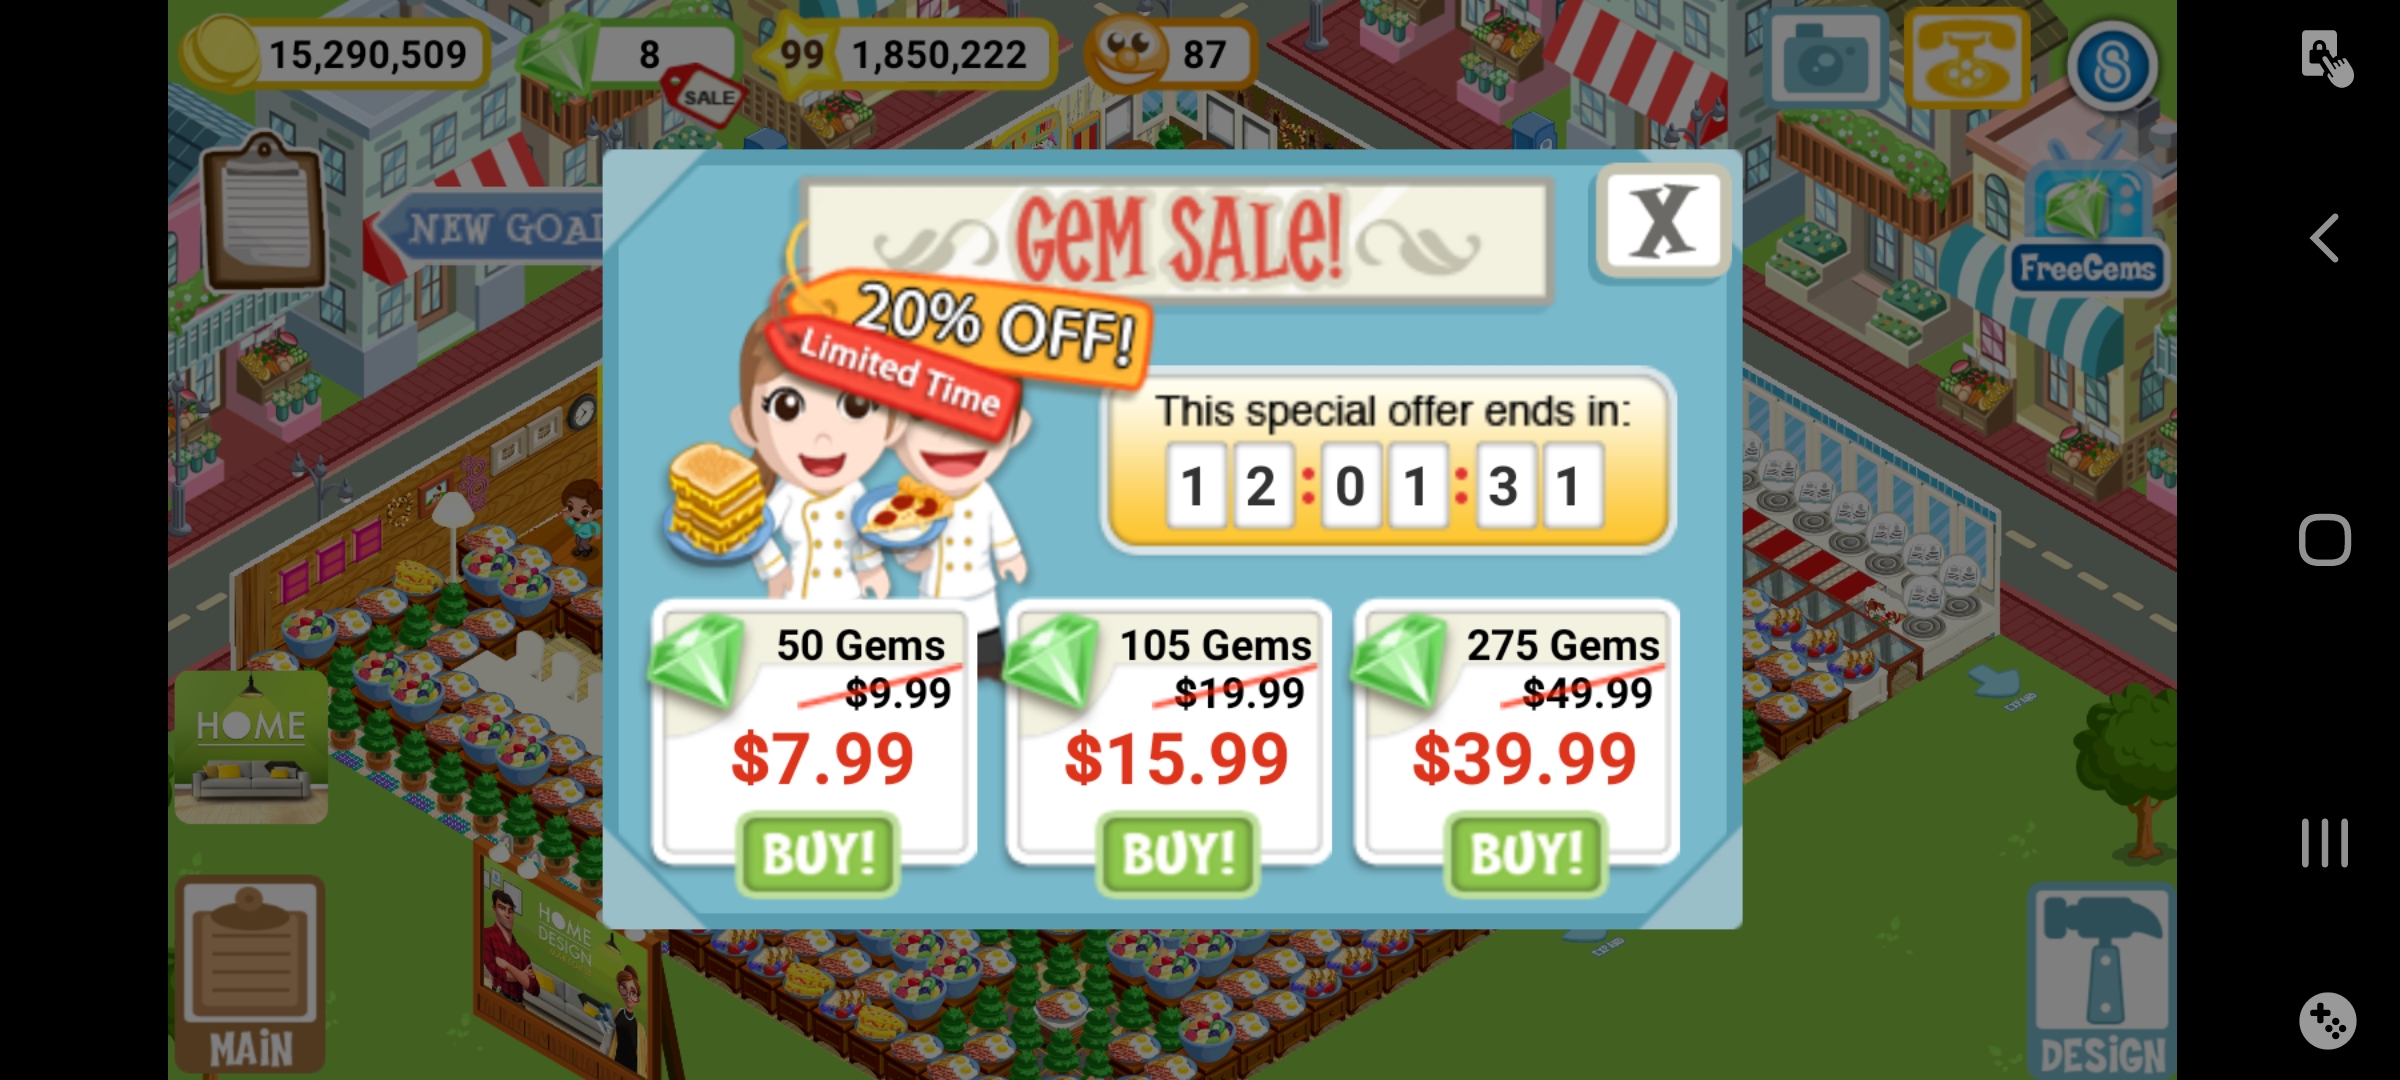 15,290,509
8
SALE
99
1,850,222
87
NEW GOAL
FreeGems
GEM SALE!
X
20% OFF!
Limited Time
This special offer ends in:
12:01:31
50 Gems
$9.99
$7.99
BUY!
105 Gems
$19.99
$15.99
BUY!
275 Gems
$49.99
$39.99
BUY!
HOME
MAIN
HOME
DESIGN
EXPAND
EXPAND
DESIGN